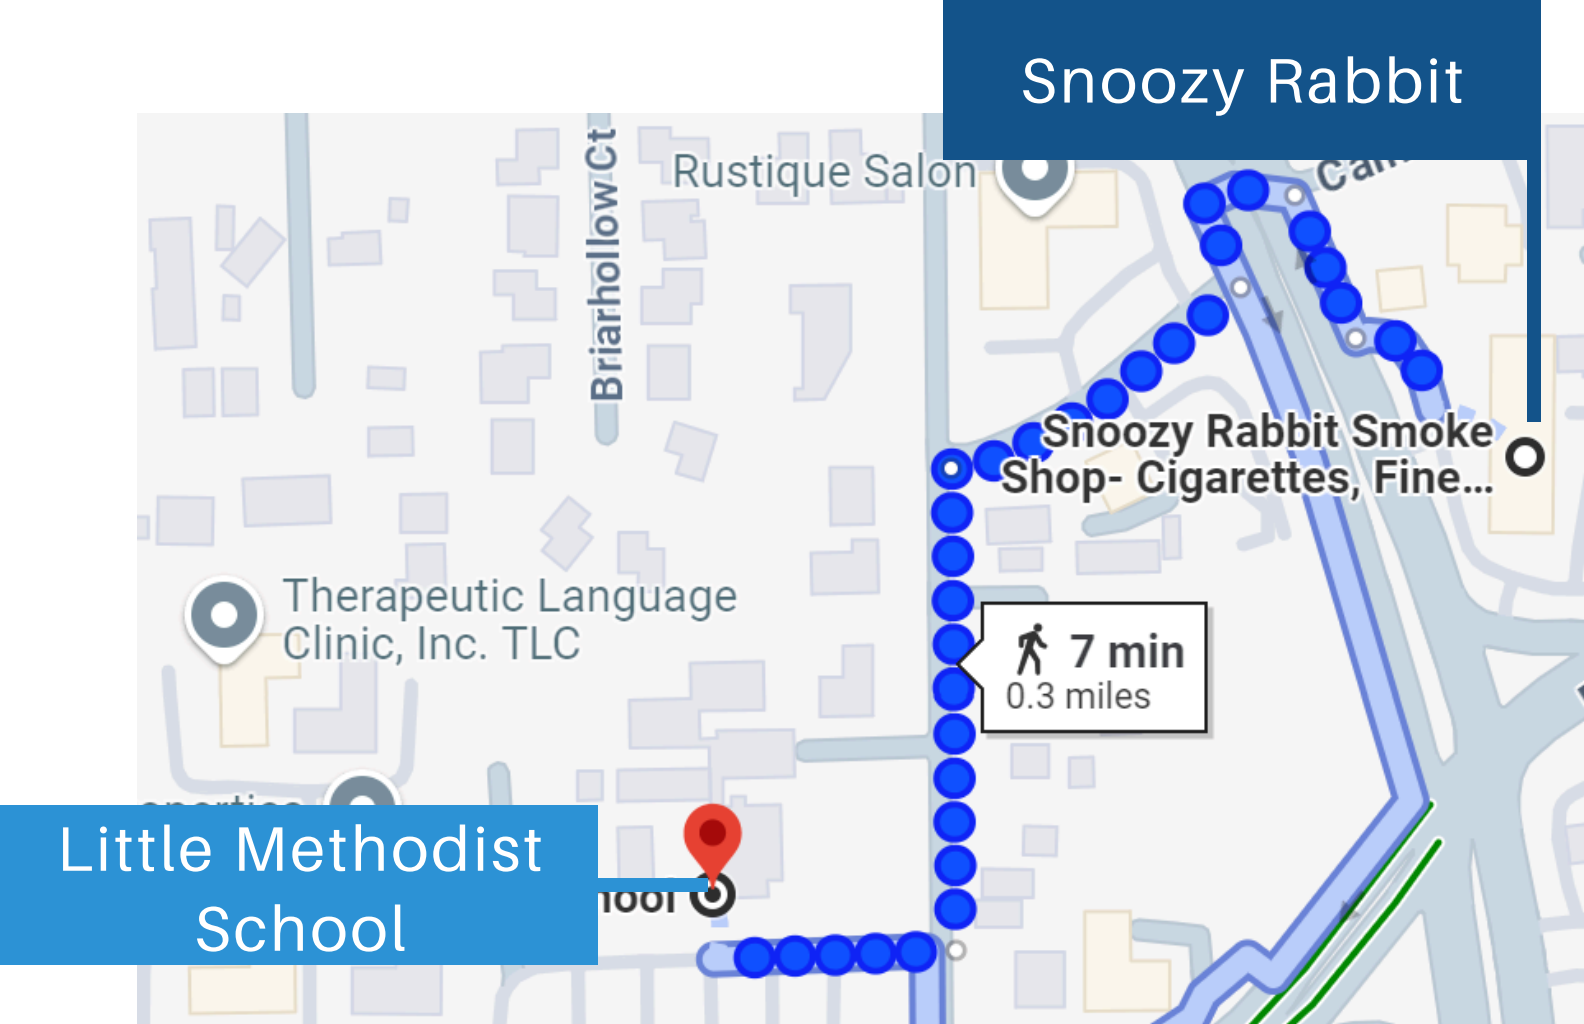 Snoozy Rabbit
Rustique Salon
Briarhollow Ct
Snoozy Rabbit Smoke
Shop- Cigarettes, Fine...
Therapeutic Language
Clinic, Inc. TLC
7 min
0.3 miles
Little Methodist
School